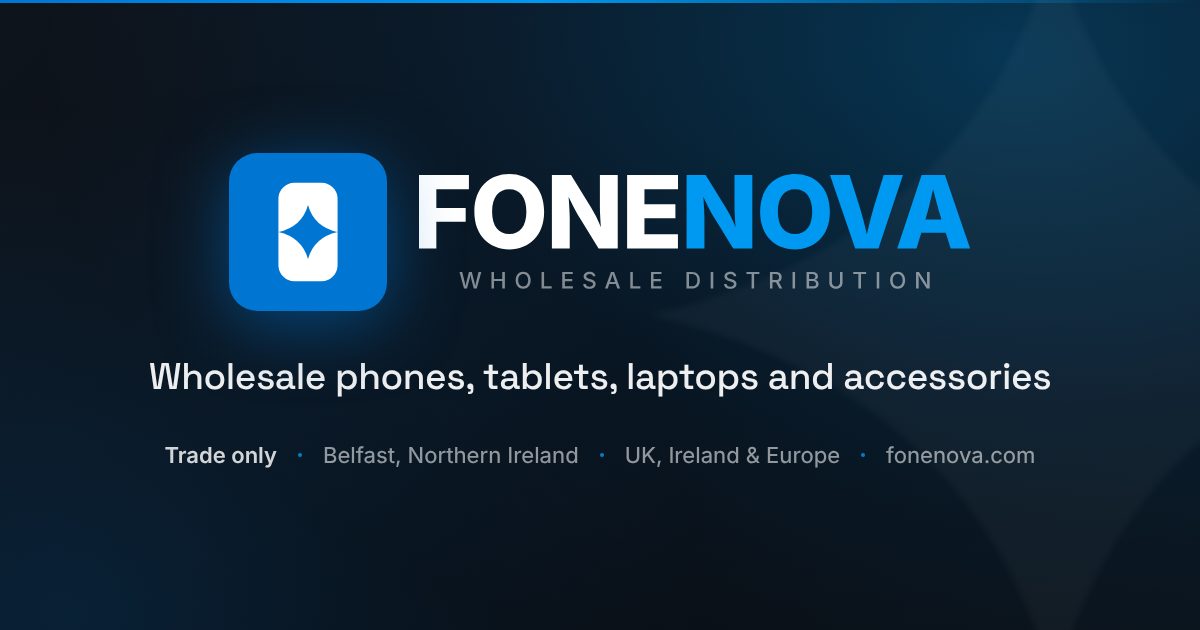 FONENOVA
WHOLESALE DISTRIBUTION
Wholesale phones, tablets, laptops and accessories
Trade only • Belfast, Northern Ireland • UK, Ireland & Europe • fonenova.com